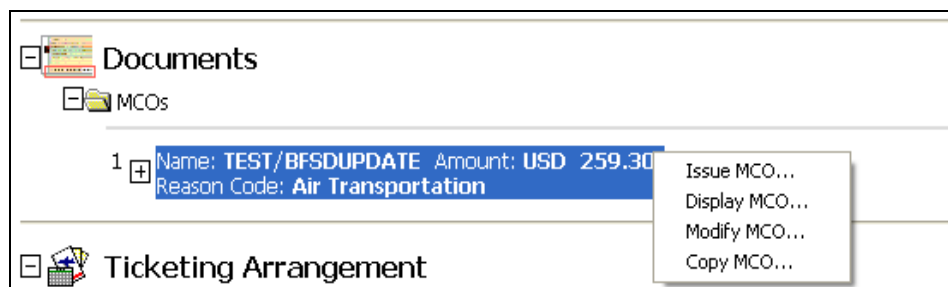 Documents
MCOs
1 Name: TEST/BFSDUPDATE Amount: USD 259.30
Reason Code: Air Transportation
Issue MCO...
Display MCO...
Modify MCO...
Copy MCO...
Ticketing Arrangement